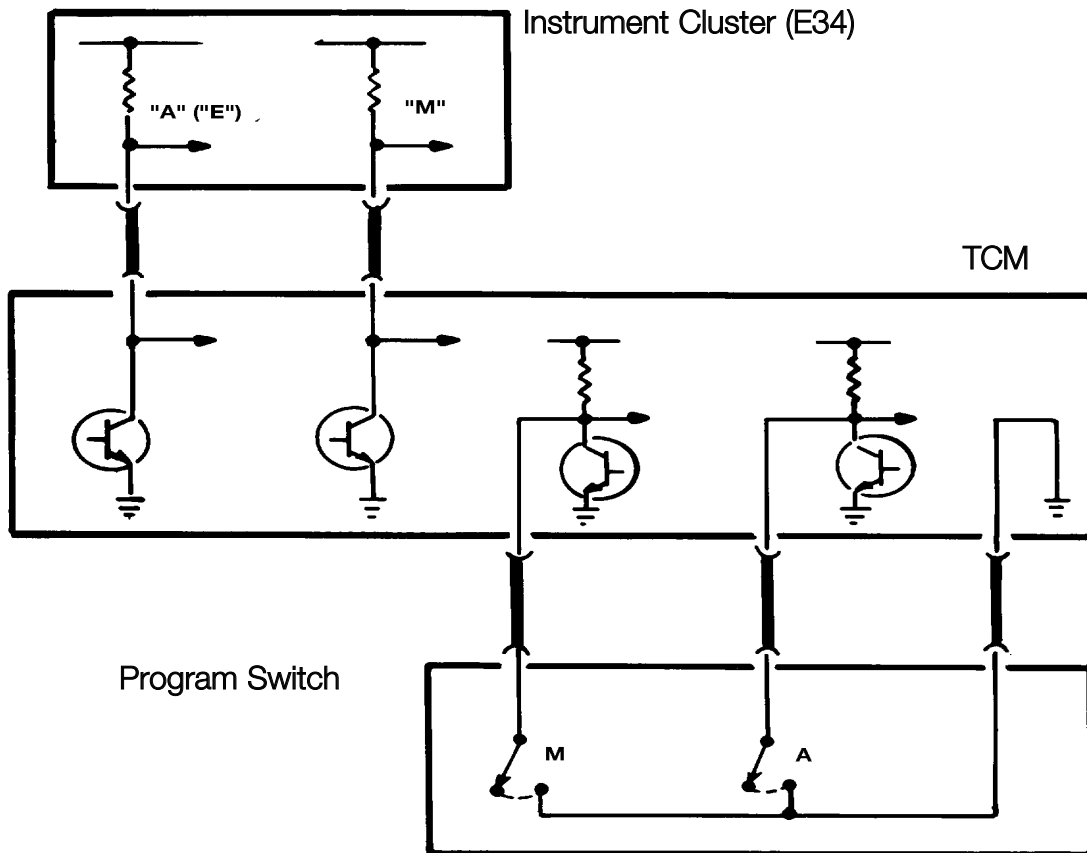 Instrument Cluster (E34)
"A" ("E")
"M"
TCM
Program Switch
M
A